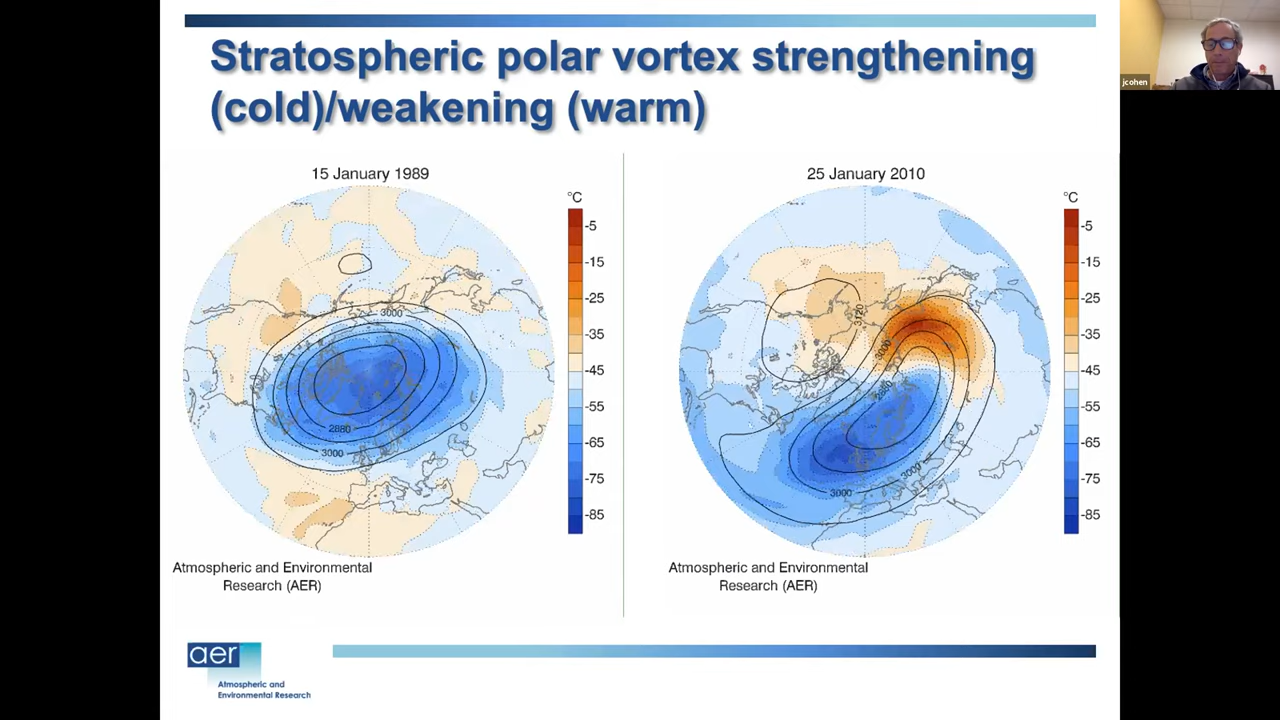 Stratospheric polar vortex strengthening
(cold)/weakening (warm)
jcohen
15 January 1989
°C
-5
-15
-25
-35
-45
-55
-65
-75
-85
3000
2880
3000
Atmospheric and Environmental
Research (AER)
25 January 2010
°C
-5
-15
-25
-35
-45
-55
-65
-75
-85
3120
3000
3000
3000
Atmospheric and Environmental
Research (AER)
aer
Atmospheric and
Environmental Research